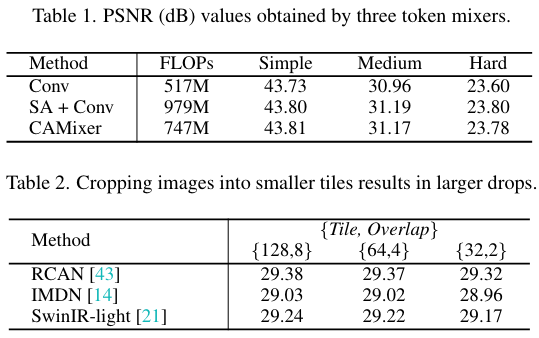 Table 1. PSNR (dB) values obtained by three token mixers.
Method FLOPs Simple Medium Hard
Conv 517M 43.73 30.96 23.60
SA + Conv 979M 43.80 31.19 23.80
CAMixer 747M 43.81 31.17 23.78
Table 2. Cropping images into smaller tiles results in larger drops.
Method {Tile, Overlap}
{128,8} {64,4} {32,2}
RCAN [43] 29.38 29.37 29.32
IMDN [14] 29.03 29.02 28.96
SwinIR-light [21] 29.24 29.22 29.17